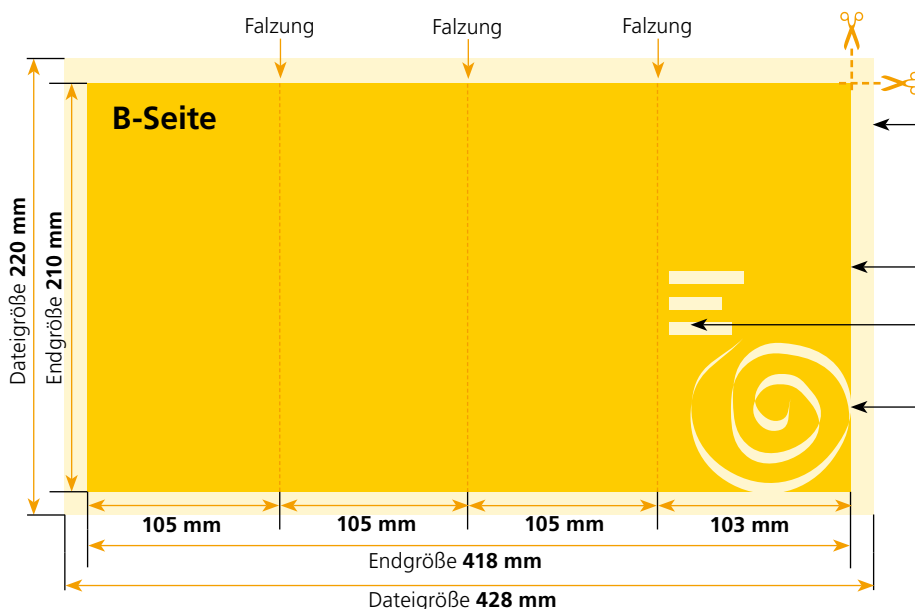 Falzung
Falzung
Falzung
B-Seite
Dateigröße 220 mm
Endgröße 210 mm
105 mm
105 mm
105 mm
103 mm
Endgröße 418 mm
Dateigröße 428 mm